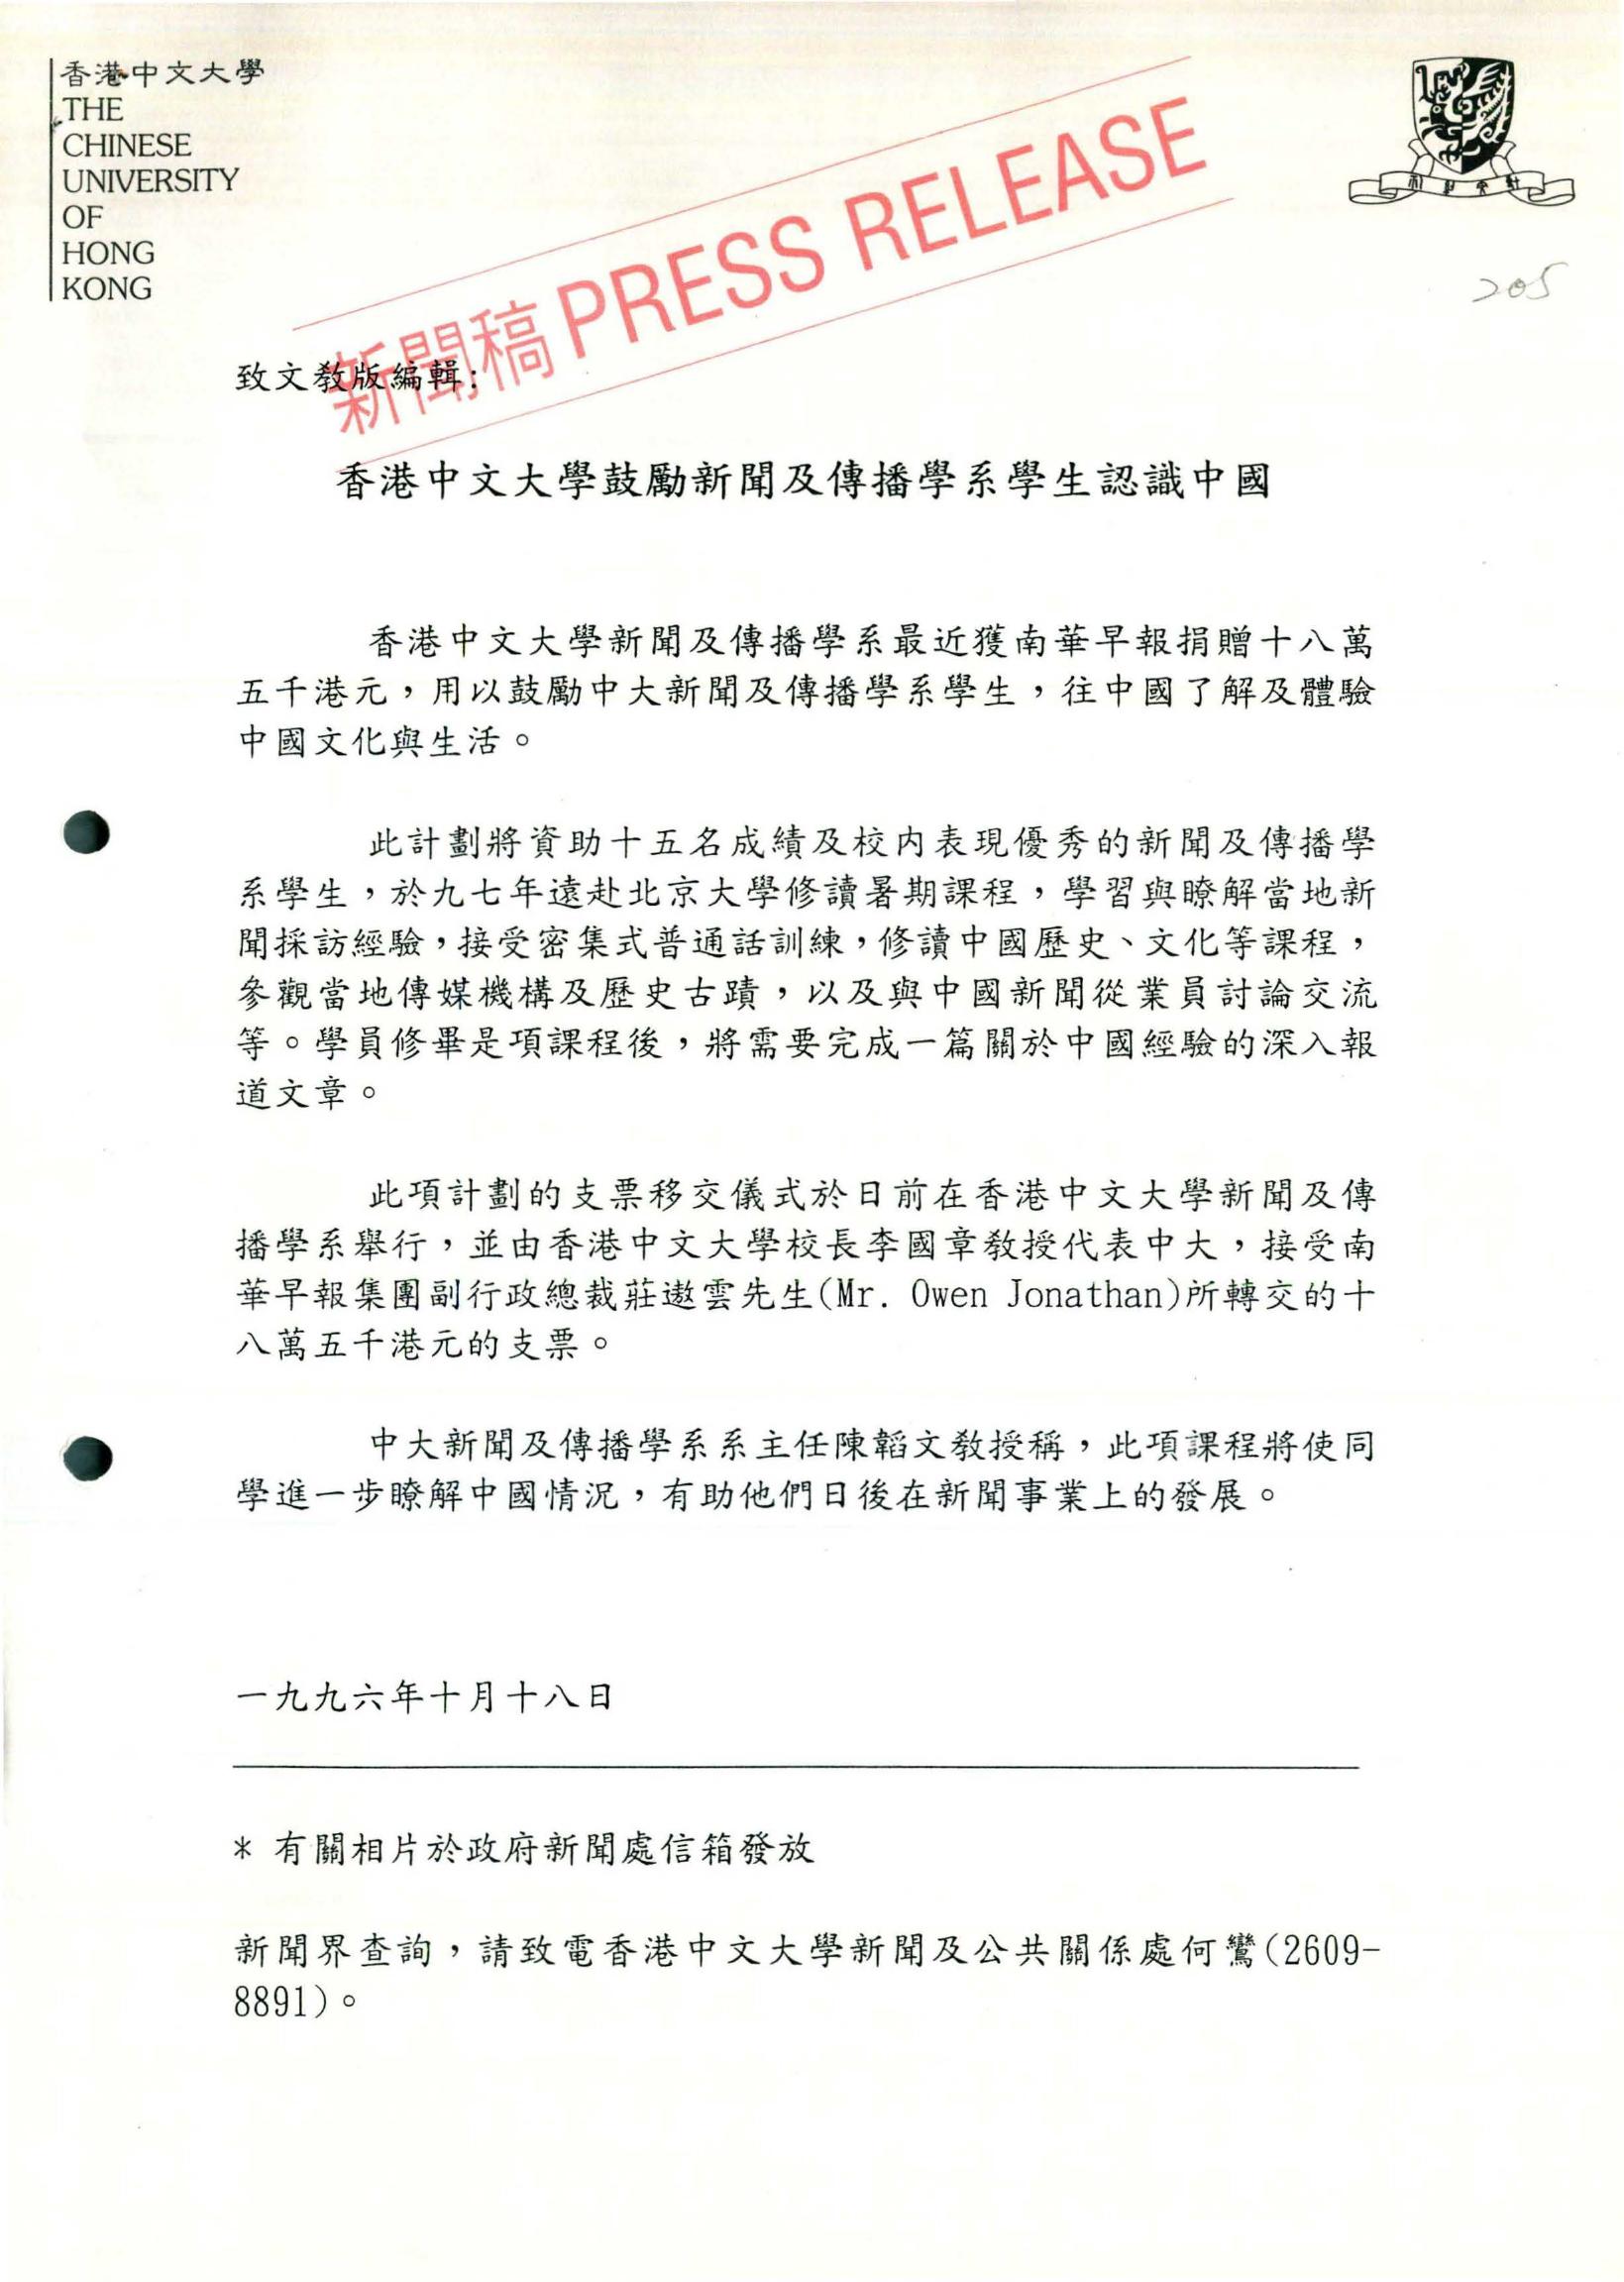 香港中文大學
THE
CHINESE
UNIVERSITY
OF
HONG
KONG
新聞稿 PRESS RELEASE
205
致文教版編輯:
香港中文大學鼓勵新聞及傳播學系學生認識中國
香港中文大學新聞及傳播學系最近獲南華早報捐贈十八萬
五千港元，用以鼓勵中大新聞及傳播學系學生，往中國了解及體驗
中國文化與生活。
此計劃將資助十五名成績及校內表現優秀的新聞及傳播學
系學生，於九七年遠赴北京大學修讀暑期課程，學習與瞭解當地新
聞採訪經驗，接受密集式普通話訓練，修讀中國歷史、文化等課程，
參觀當地傳媒機構及歷史古蹟，以及與中國新聞從業員討論交流
等。學員修畢是項課程後，將需要完成一篇關於中國經驗的深入報
道文章。
此項計劃的支票移交儀式於日前在香港中文大學新聞及傳
播學系舉行，並由香港中文大學校長李國章教授代表中大，接受南
華早報集團副行政總裁莊遨雲先生(Mr. Owen Jonathan)所轉交的十
八萬五千港元的支票。
中大新聞及傳播學系系主任陳韜文教授稱，此項課程將使同
學進一步瞭解中國情況，有助他們日後在新聞事業上的發展。
一九九六年十月十八日
* 有關相片於政府新聞處信箱發放
新聞界查詢，請致電香港中文大學新聞及公共關係處何鸞(2609-
8891)。